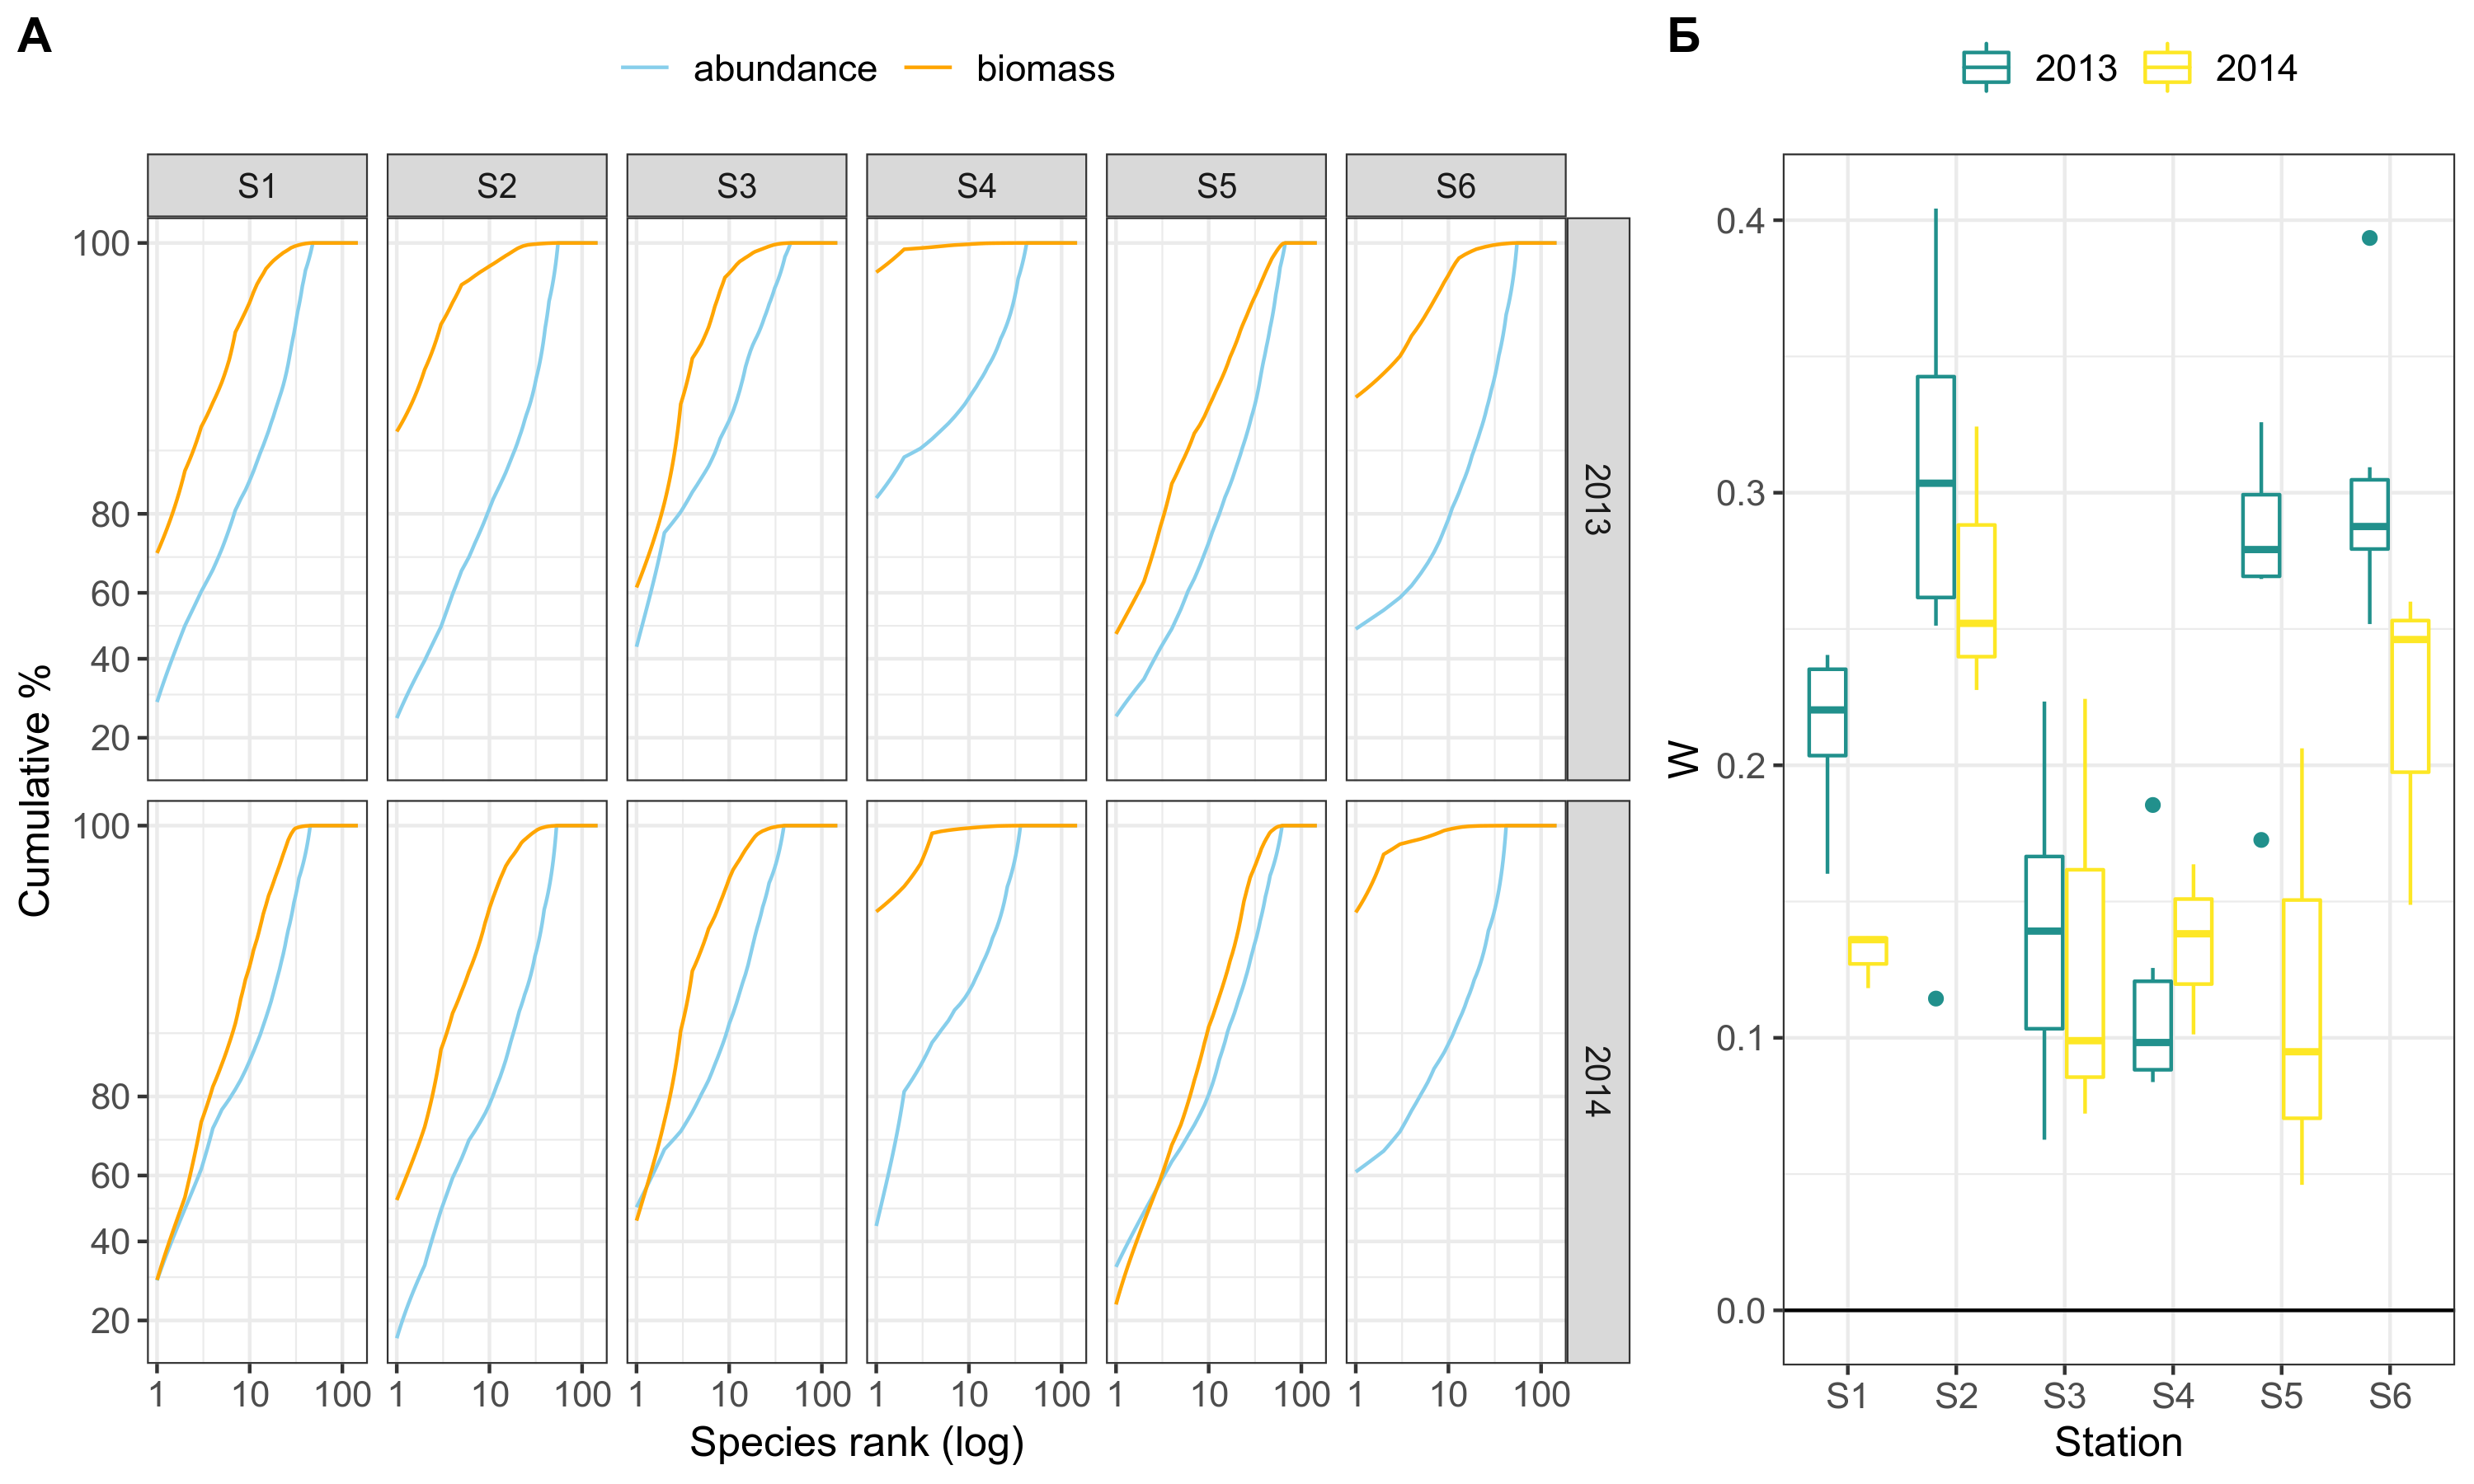 А
abundance biomass
S1 S2 S3 S4 S5 S6
100
80
60
40
20
2013
100
80
60
40
20
2014
Cumulative %
1 10 100 1 10 100 1 10 100 1 10 100 1 10 100 1 10 100
Species rank (log)
Б
2013 2014
0.4
0.3
0.2
0.1
0.0
W
S1 S2 S3 S4 S5 S6
Station